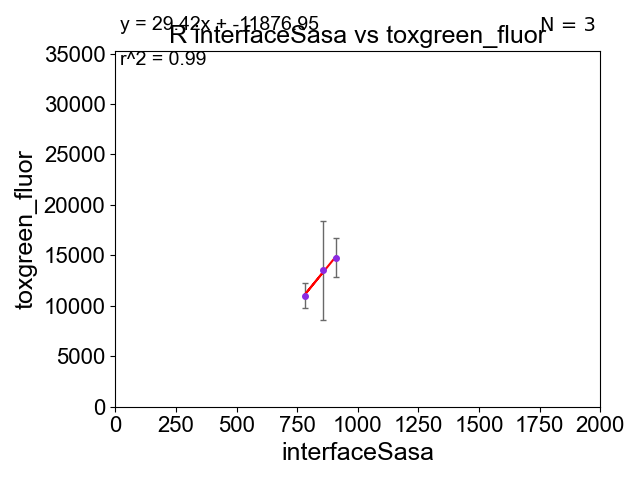 y = 29.42x + -11876.95
N = 3
R interfaceSasa vs toxgreen_fluor
r^2 = 0.99
35000
30000
25000
20000
15000
10000
5000
0
toxgreen_fluor
0 250 500 750 1000 1250 1500 1750 2000
interfaceSasa